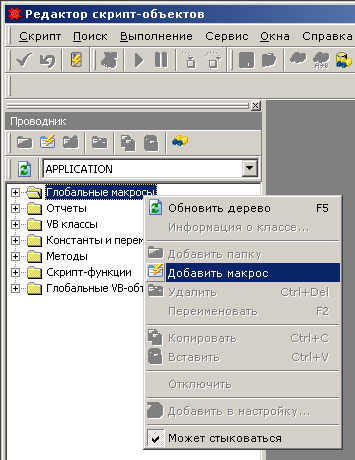 Редактор скрипт-объектов
Скрипт Поиск Выполнение Сервис Окна Справка
Проводник
APPLICATION
Глобальные макросы
Отчеты
VB классы
Константы и перем
Методы
Скрипт-функции
Глобальные VB-об
Обновить дерево F5
Информация о классе...
Добавить папку
Добавить макрос
Удалить Ctrl+Del
Переименовать F2
Копировать Ctrl+C
Вставить Ctrl+V
Отключить
Добавить в настройку...
Может стыковаться